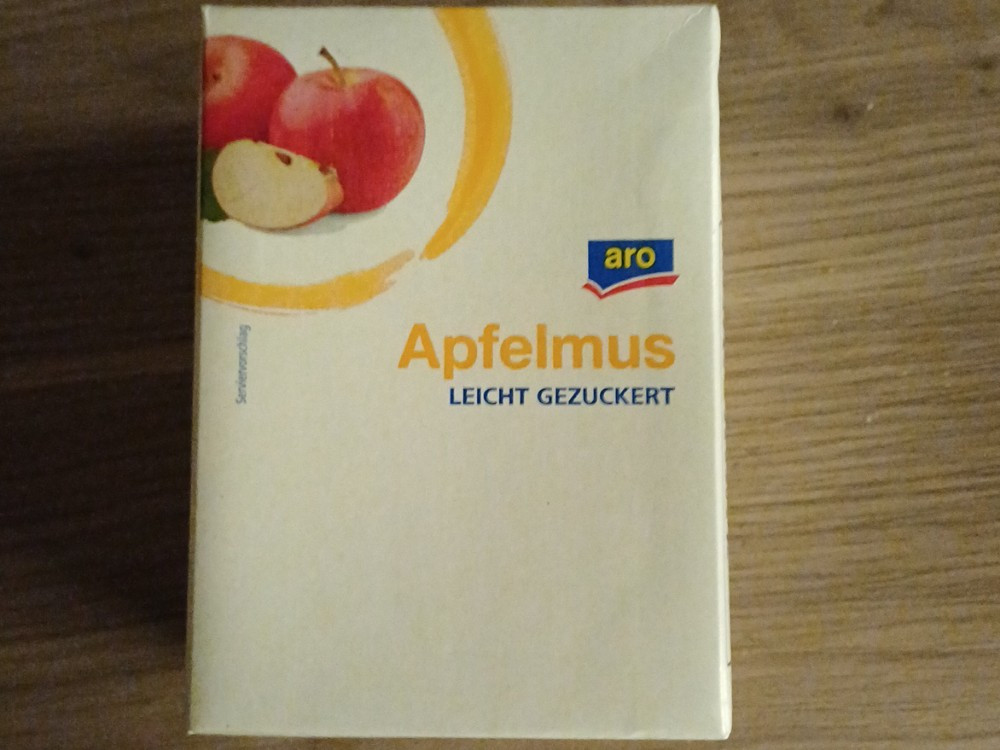 aro
Apfelmus
LEICHT GEZUCKERT
Serviervorschlag